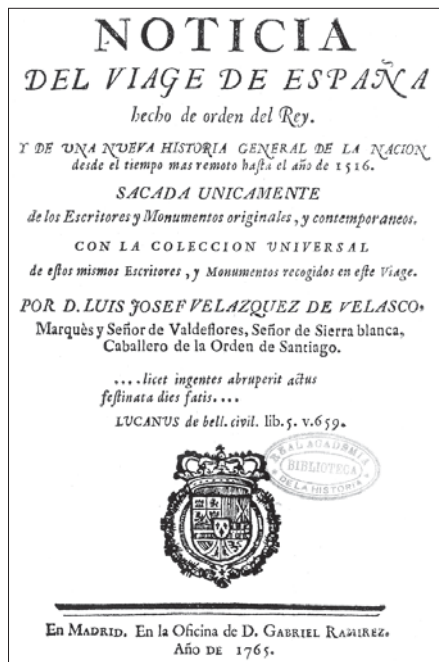 NOTICIA
DEL VIAGE DE ESPAÑA
hecho de orden del Rey.
Y DE UNA NUEVA HISTORIA GENERAL DE LA NACION
desde el tiempo mas remoto haſta el año de 1516.
SACADA UNICAMENTE
de los Eſcritores y Monumentos originales, y contemporaneos.
CON LA COLECCION UNIVERSAL
de eſtos miſmos Eſcritores, y Monumentos recogidos en eſte Viage.
POR D. LUIS JOSEF VELAZQUEZ DE VELASCO,
Marquès y Señor de Valdeflores, Señor de Sierra blanca,
Caballero de la Orden de Santiago.
....licet ingentes abruperit actus
feſtinata dies fatis....
LUCANUS de bell. civil. lib. 5. v. 659.
REAL ACADEMIA
BIBLIOTECA
DE LA HISTORIA
En MADRID. En la Oficina de D. GABRIEL RAMIREZ.
Año DE 1765.